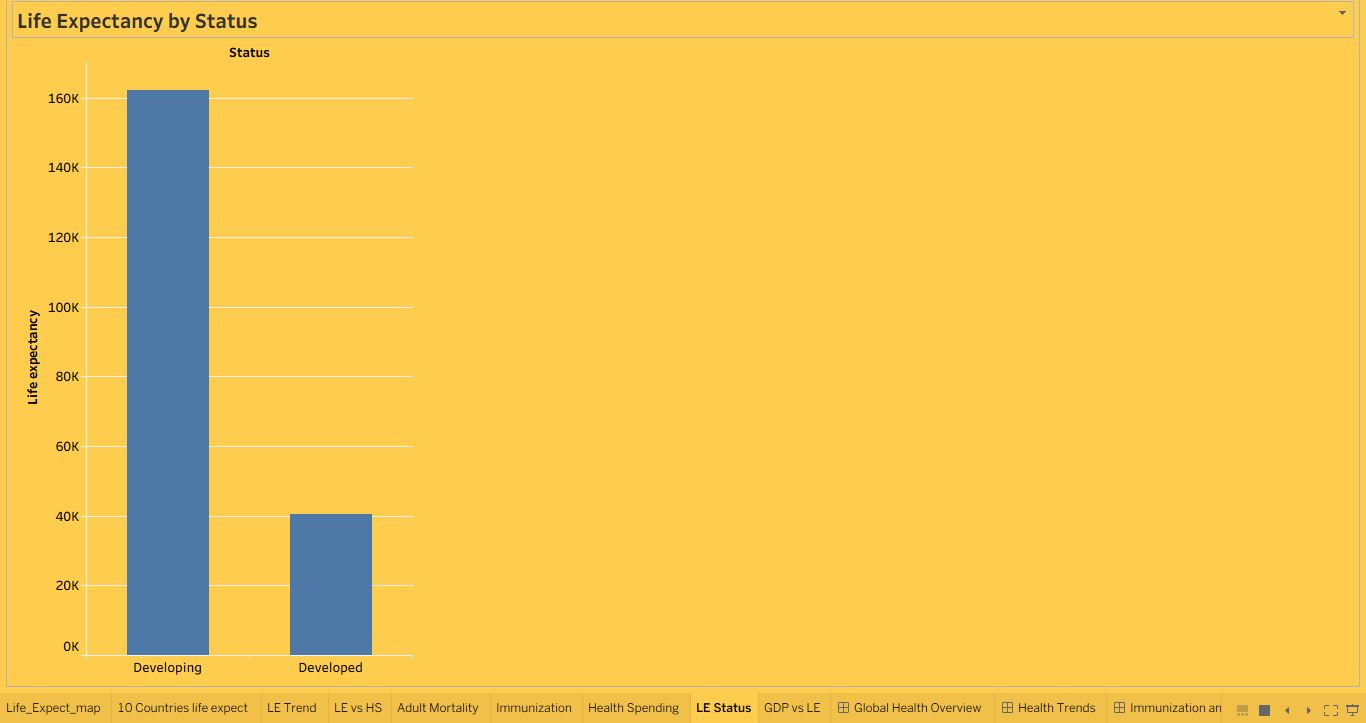 Life Expectancy by Status
Status
160K
140K
120K
100K
80K
60K
40K
20K
0K
Life expectancy
Developing Developed
Life_Expect_map 10 Countries life expect LE Trend LE vs HS Adult Mortality Immunization Health Spending LE Status GDP vs LE Global Health Overview Health Trends Immunization an